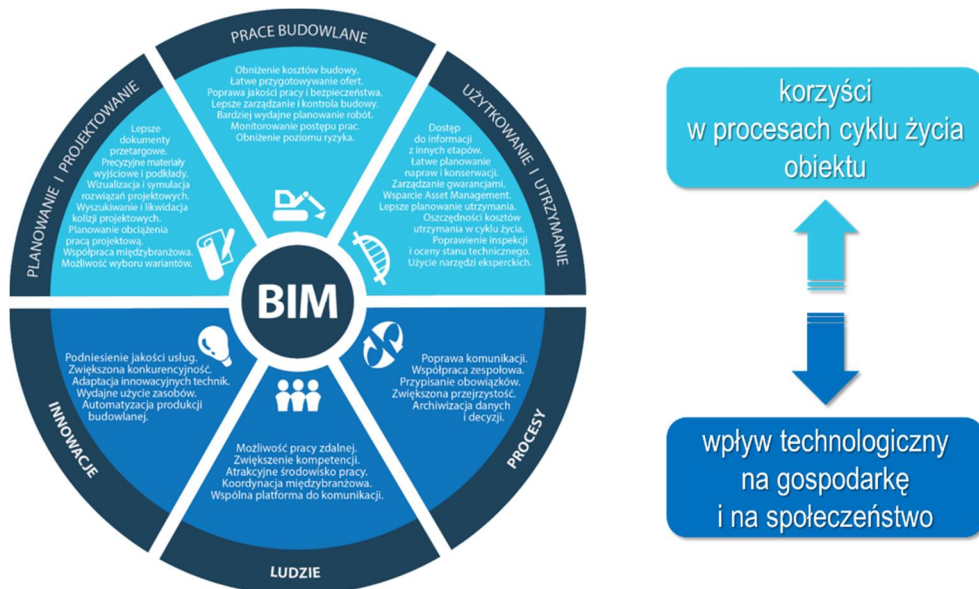 PRACE BUDOWLANE
Obniżenie kosztów budowy.
Łatwe przygotowywanie ofert.
Poprawa jakości pracy i bezpieczeństwa.
Lepsze zarządzanie i kontrola budowy.
Bardziej wydajne planowanie robót.
Monitorowanie postępu prac.
Obniżenie poziomu ryzyka.
PLANOWANIE I PROJEKTOWANIE
Lepsze
dokumenty
przetargowe.
Precyzyjne materiały
wyjściowe i podkłady.
Wizualizacja i symulacja
rozwiązań projektowych.
Wyszukiwanie i likwidacja
kolizji projektowych.
Planowanie obciążenia
pracą projektową.
Współpraca międzybranżowa.
Możliwość wyboru wariantów.
UŻYTKOWANIE I UTRZYMANIE
Dostęp
do informacji
z innych etapów.
Łatwe planowanie
napraw i konserwacji.
Zarządzanie gwarancjami.
Wsparcie Asset Management.
Lepsze planowanie utrzymania.
Oszczędności kosztów
utrzymania w cyklu życia.
Poprawienie inspekcji
i oceny stanu technicznego.
Użycie narzędzi eksperckich.
BIM
Podniesienie jakości usług.
Zwiększona konkurencyjność.
Adaptacja innowacyjnych technik.
Wydajne użycie zasobów.
Automatyzacja produkcji
budowlanej.
INNOWACJE
Możliwość pracy zdalnej.
Zwiększenie kompetencji.
Atrakcyjne środowisko pracy.
Koordynacja międzybranżowa.
Wspólna platforma do komunikacji.
LUDZIE
Poprawa komunikacji.
Współpraca zespołowa.
Przypisanie obowiązków.
Zwiększona przejrzystość.
Archiwizacja danych
i decyzji.
PROCESY
korzyści
w procesach cyklu życia
obiektu
wpływ technologiczny
na gospodarkę
i na społeczeństwo